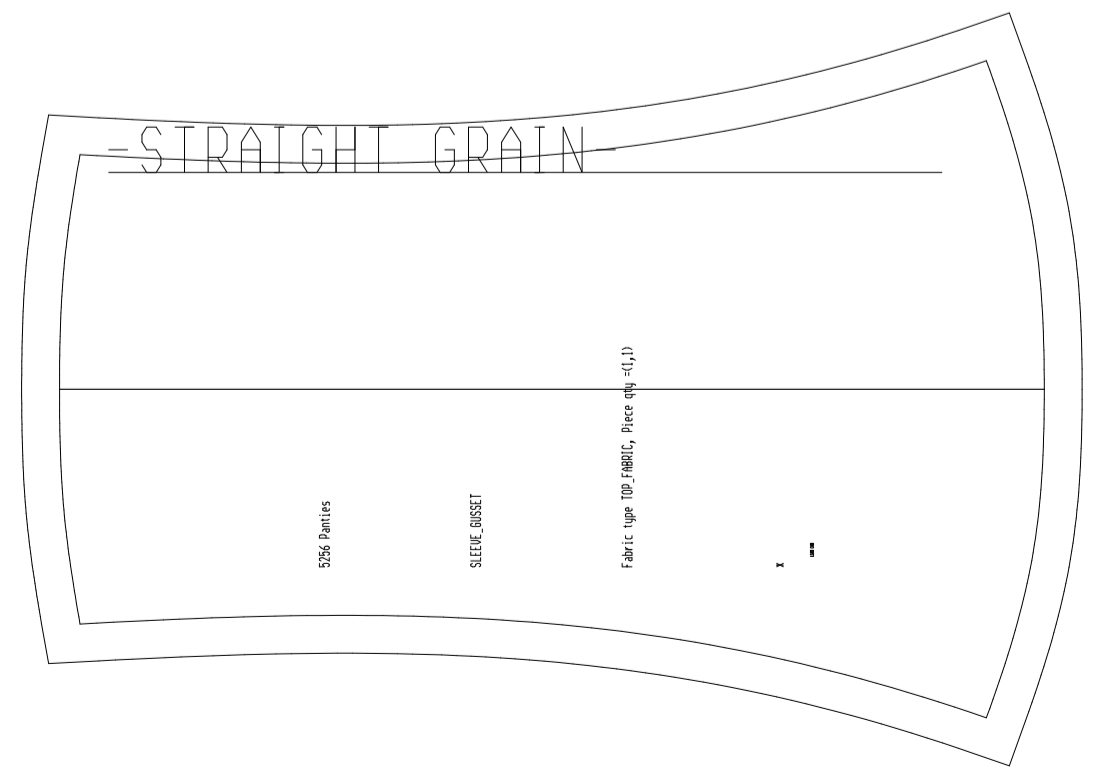 -STRAIGHT GRAIN-
5256 Panties
SLEEVE_GUSSET
Fabric type TOP_FABRIC, Piece qty =(1,1)